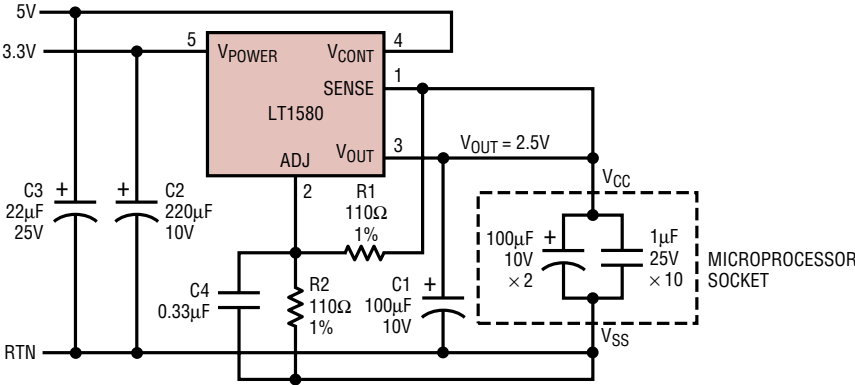 5V
3.3V
5
VPOWER
VCONT
4
SENSE
1
LT1580
ADJ
VOUT
3
VOUT = 2.5V
2
VCC
C3
22µF
25V
+
+
C2
220µF
10V
R1
110Ω
1%
C4
0.33µF
R2
110Ω
1%
C1
100µF
10V
+
100µF
10V
× 2
+
1µF
25V
× 10
MICROPROCESSOR
SOCKET
VSS
RTN